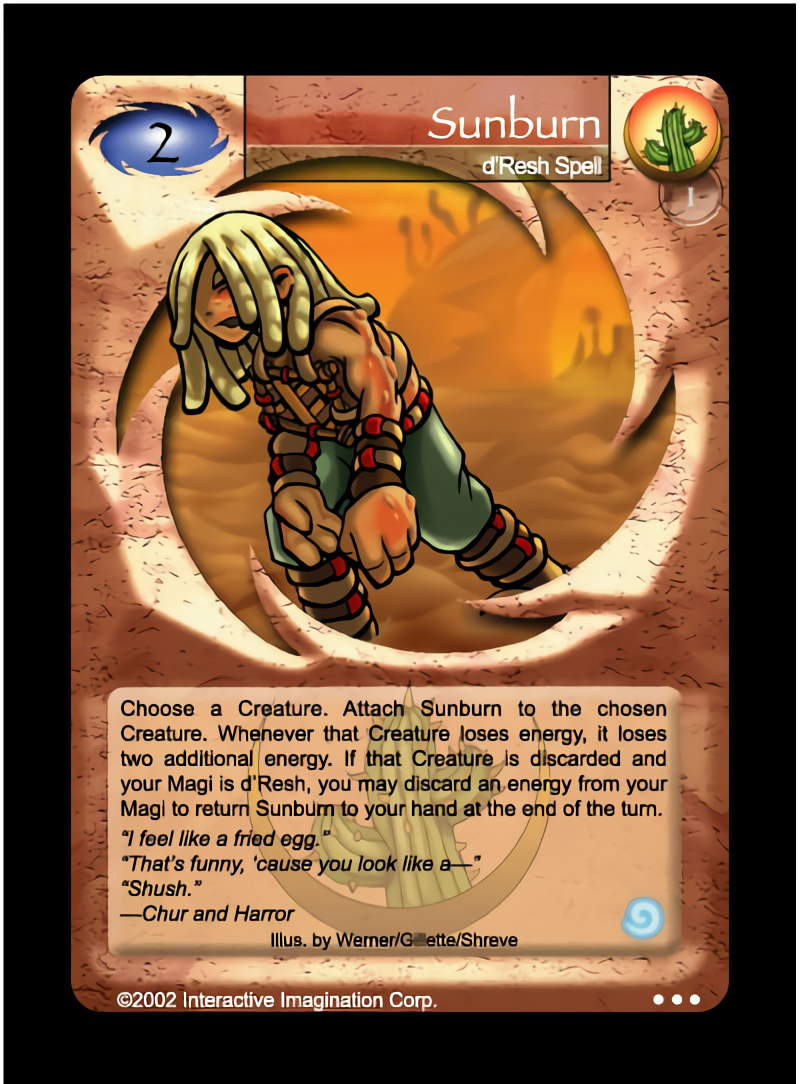 2
Sunburn
d'Resh Spell
I
Choose a Creature. Attach Sunburn to the chosen
Creature. Whenever that Creature loses energy, it loses
two additional energy. If that Creature is discarded and
your Magi is d'Resh, you may discard an energy from your
Magi to return Sunburn to your hand at the end of the turn.
"I feel like a fried egg."
"That's funny, 'cause you look like a—"
"Shush."
—Chur and Harror
Illus. by Werner/ /Shreve
©2002 Interactive Imagination Corp.